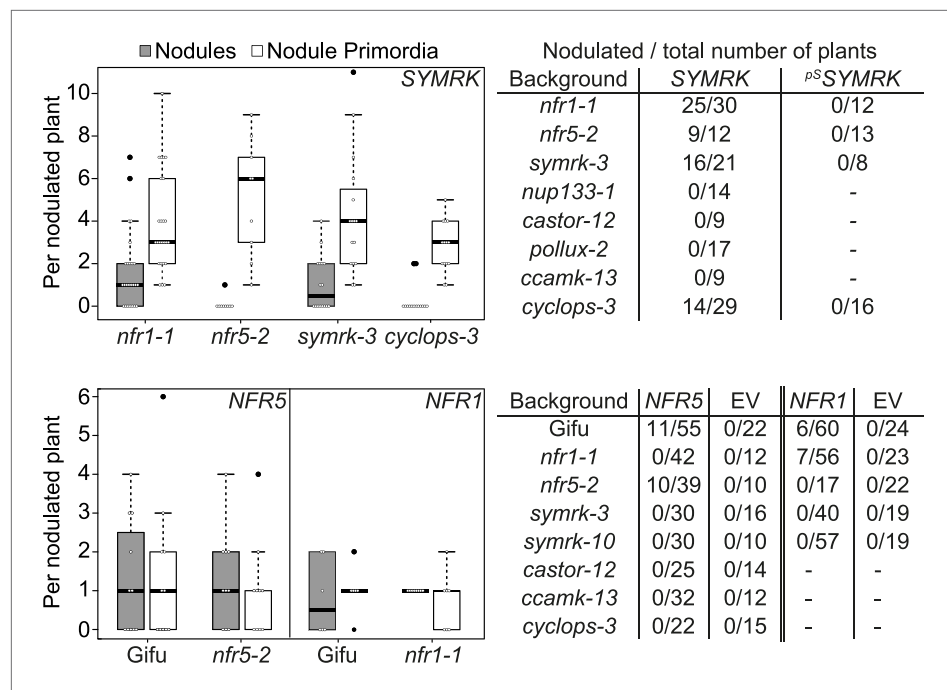 Nodules Nodule Primordia
SYMRK
Per nodulated plant
10
8
6
4
2
0
nfr1-1 nfr5-2 symrk-3 cyclops-3
Nodulated / total number of plants
Background SYMRK pSSYMRK
nfr1-1 25/30 0/12
nfr5-2 9/12 0/13
symrk-3 16/21 0/8
nup133-1 0/14 -
castor-12 0/9 -
pollux-2 0/17 -
ccamk-13 0/9 -
cyclops-3 14/29 0/16
NFR5 NFR1
Per nodulated plant
6
5
4
3
2
1
0
Gifu nfr5-2 Gifu nfr1-1
Background NFR5 EV NFR1 EV
Gifu 11/55 0/22 6/60 0/24
nfr1-1 0/42 0/12 7/56 0/23
nfr5-2 10/39 0/10 0/17 0/22
symrk-3 0/30 0/16 0/40 0/19
symrk-10 0/30 0/10 0/57 0/19
castor-12 0/25 0/14 - -
ccamk-13 0/32 0/12 - -
cyclops-3 0/22 0/15 - -